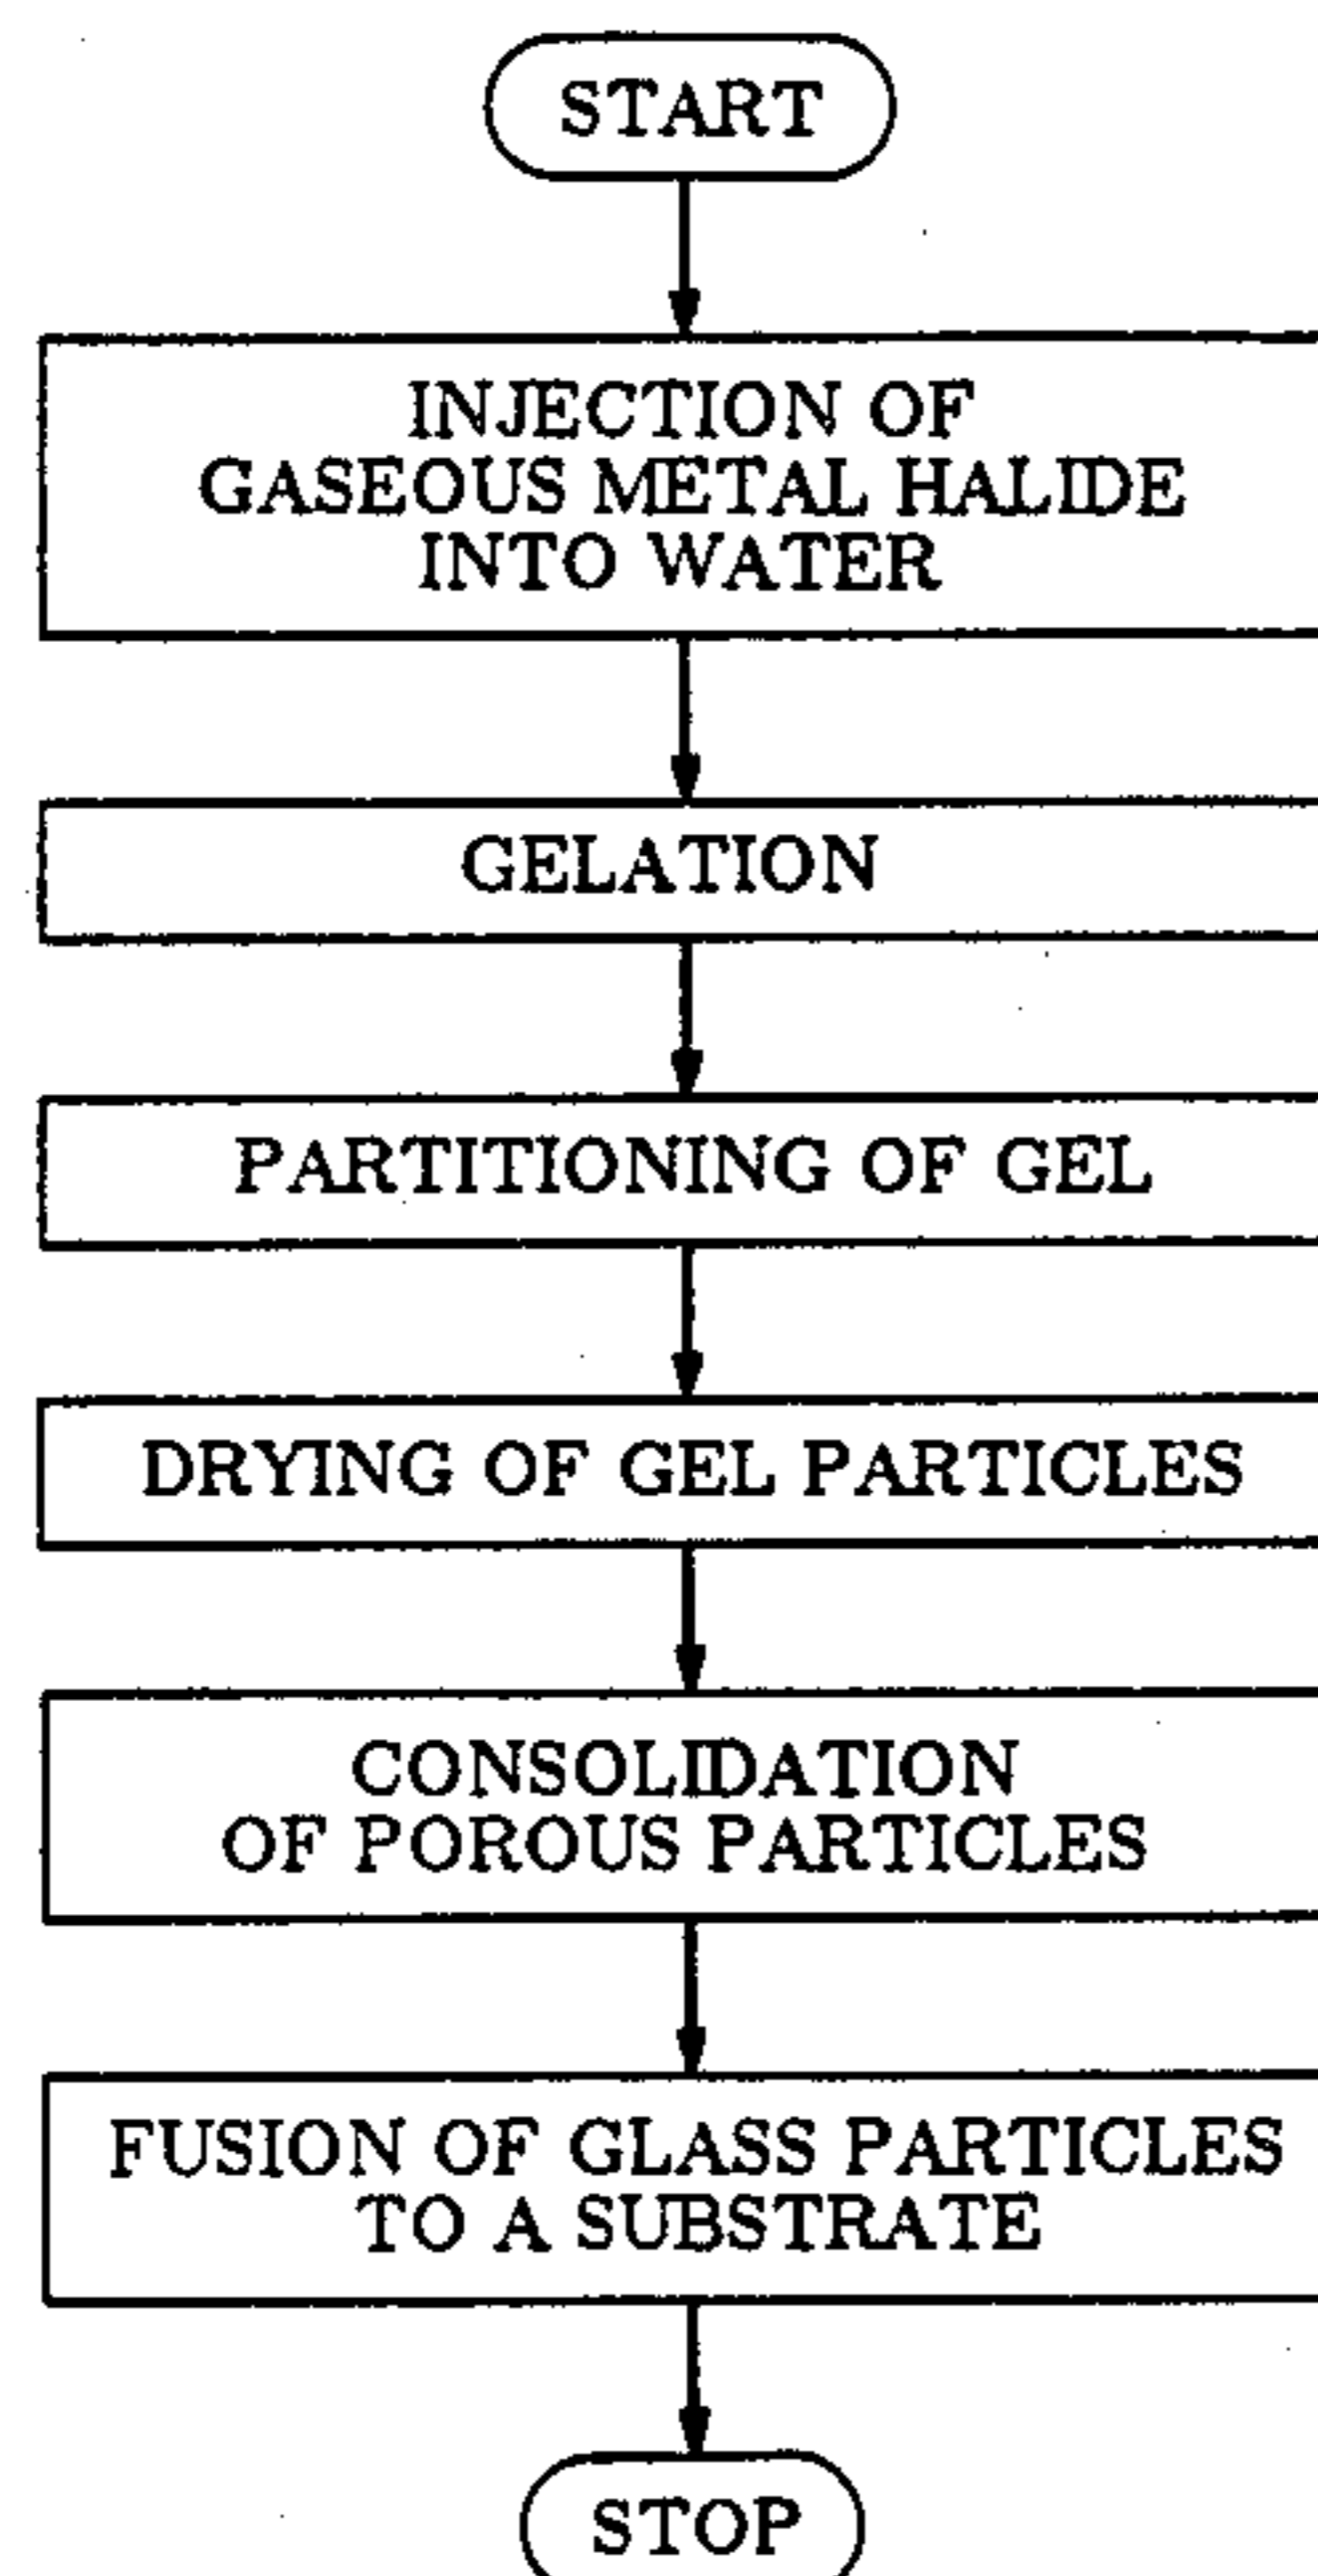 START
INJECTION OF
GASEOUS METAL HALIDE
INTO WATER
GELATION
PARTITIONING OF GEL
DRYING OF GEL PARTICLES
CONSOLIDATION
OF POROUS PARTICLES
FUSION OF GLASS PARTICLES
TO A SUBSTRATE
STOP